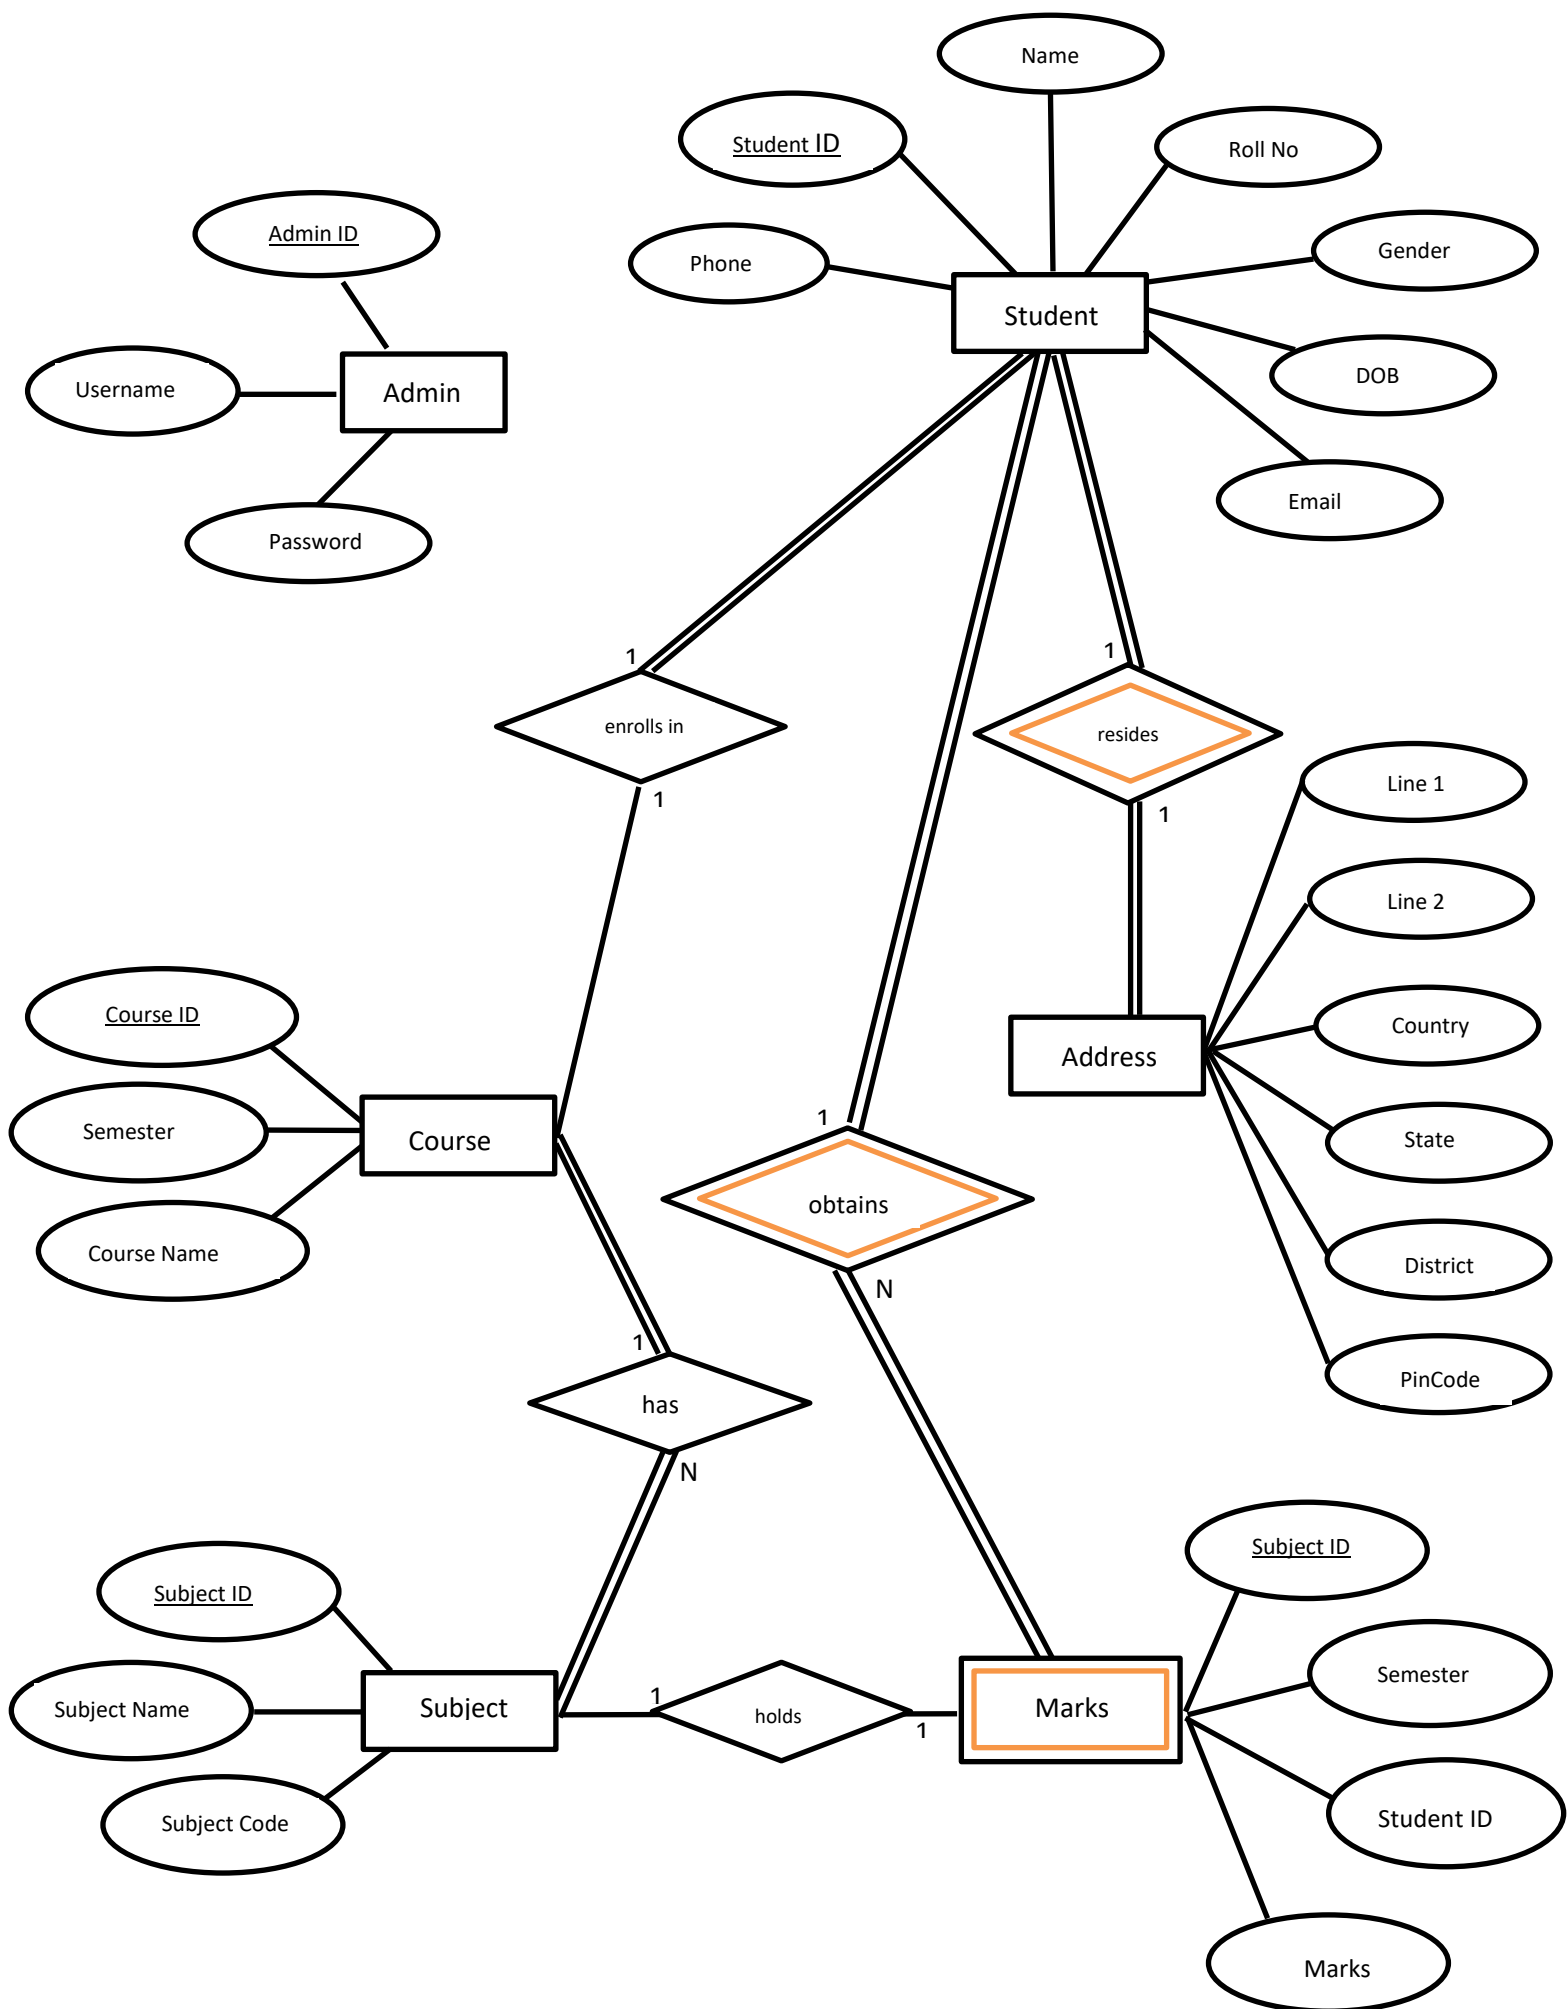 Name
Student ID
Roll No
Admin ID
Phone
Gender
Student
Username
Admin
DOB
Email
Password
1
1
enrolls in
resides
1
1
Line 1
Line 2
Course ID
Country
Address
1
Semester
Course
State
obtains
Course Name
District
N
1
PinCode
has
N
Subject ID
Subject ID
Semester
Subject Name
Subject
1
holds
1
Marks
Subject Code
Student ID
Marks